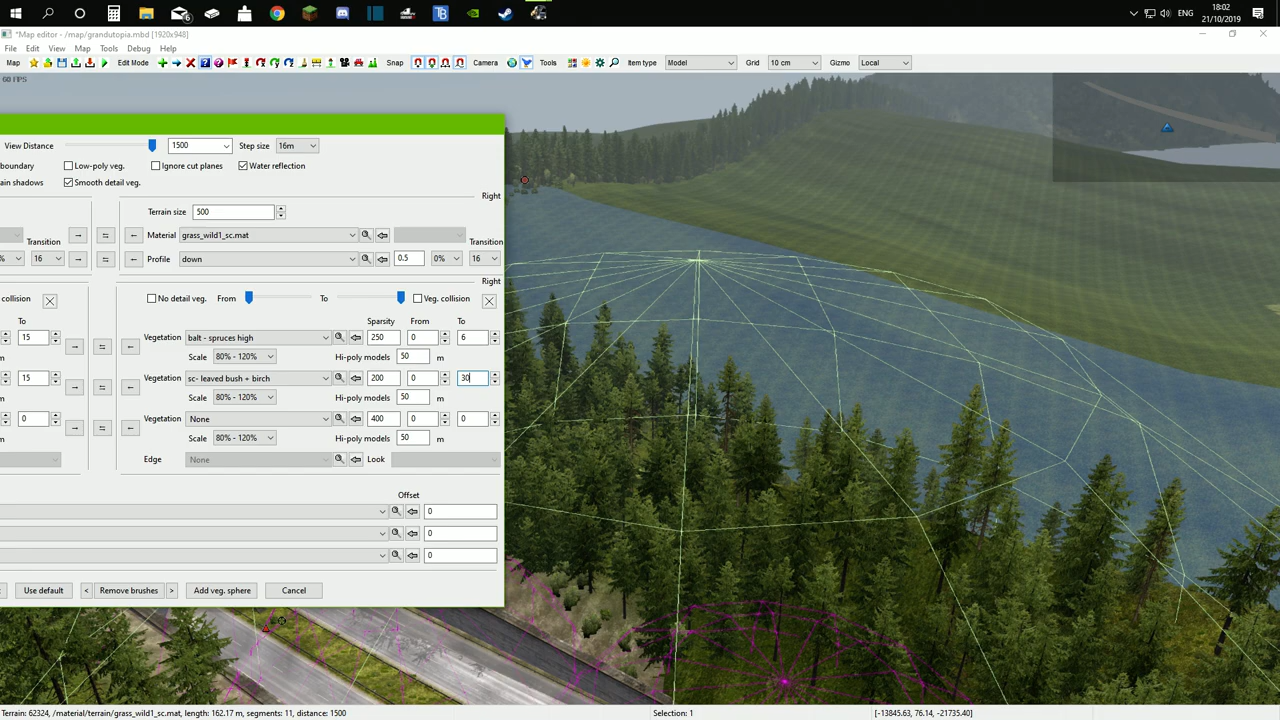 18:02
ENG
21/10/2019
6
*Map editor - /map/grandutopia.mbd [1920x948]
File Edit View Map Tools Debug Help
Map Edit Mode Snap Camera Tools Item type Model Grid 10 cm Gizmo Local
60 FPS
View Distance 1500 Step size 16m
boundary Low-poly veg. Ignore cut planes Water reflection
ain shadows Smooth detail veg.
Right
Terrain size 500
Material grass_wild1_sc.mat
Transition Transition
% 16 Profile down 0.5 0% 16
Right
collision No detail veg. From To Veg. collision
To Sparsity From To
15 Vegetation balt - spruces high 250 0 6
m Scale 80% - 120% Hi-poly models 50 m
15 Vegetation sc- leaved bush + birch 200 0 30
m Scale 80% - 120% Hi-poly models 50 m
0 Vegetation None 400 0 0
m Scale 80% - 120% Hi-poly models 50 m
Edge None Look
Offset
0
0
0
Use default < Remove brushes > Add veg. sphere Cancel
Terrain: 62324, /material/terrain/grass_wild1_sc.mat, length: 162.17 m, segments: 11, distance: 1500 Selection: 1 [-13845.63, 76.14, -21735.40]